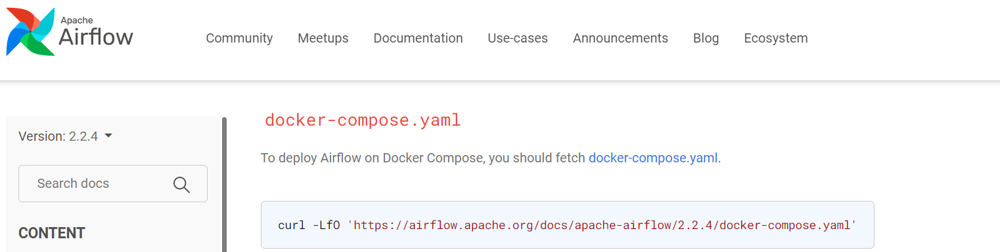 Apache
Airflow
Community Meetups Documentation Use-cases Announcements Blog Ecosystem
Version: 2.2.4
Search docs
CONTENT
docker-compose.yaml
To deploy Airflow on Docker Compose, you should fetch docker-compose.yaml.
curl -LfO 'https://airflow.apache.org/docs/apache-airflow/2.2.4/docker-compose.yaml'